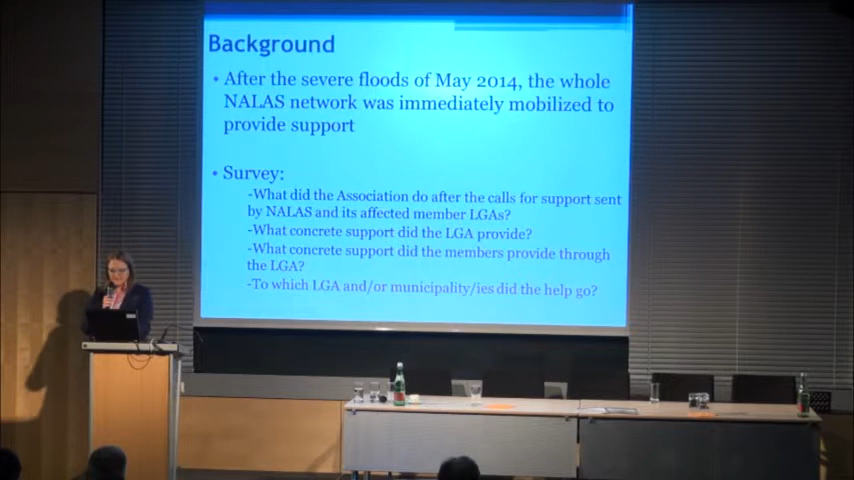 Background
• After the severe floods of May 2014, the whole
NALAS network was immediately mobilized to
provide support
• Survey:
-What did the Association do after the calls for support sent
by NALAS and its affected member LGAs?
-What concrete support did the LGA provide?
-What concrete support did the members provide through
the LGA?
-To which LGA and/or municipality/ies did the help go?